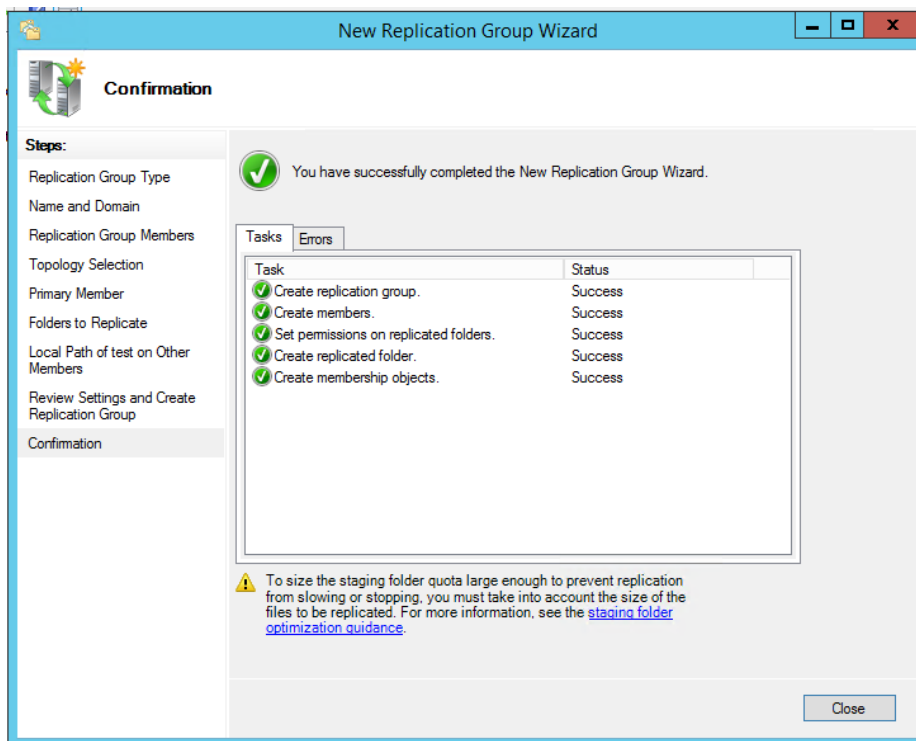 New Replication Group Wizard
Confirmation
Steps:
Replication Group Type
Name and Domain
Replication Group Members
Topology Selection
Primary Member
Folders to Replicate
Local Path of test on Other
Members
Review Settings and Create
Replication Group
Confirmation
You have successfully completed the New Replication Group Wizard.
Tasks Errors
Task Status
Create replication group. Success
Create members. Success
Set permissions on replicated folders. Success
Create replicated folder. Success
Create membership objects. Success
To size the staging folder quota large enough to prevent replication
from slowing or stopping, you must take into account the size of the
files to be replicated. For more information, see the staging folder
optimization guidance.
Close